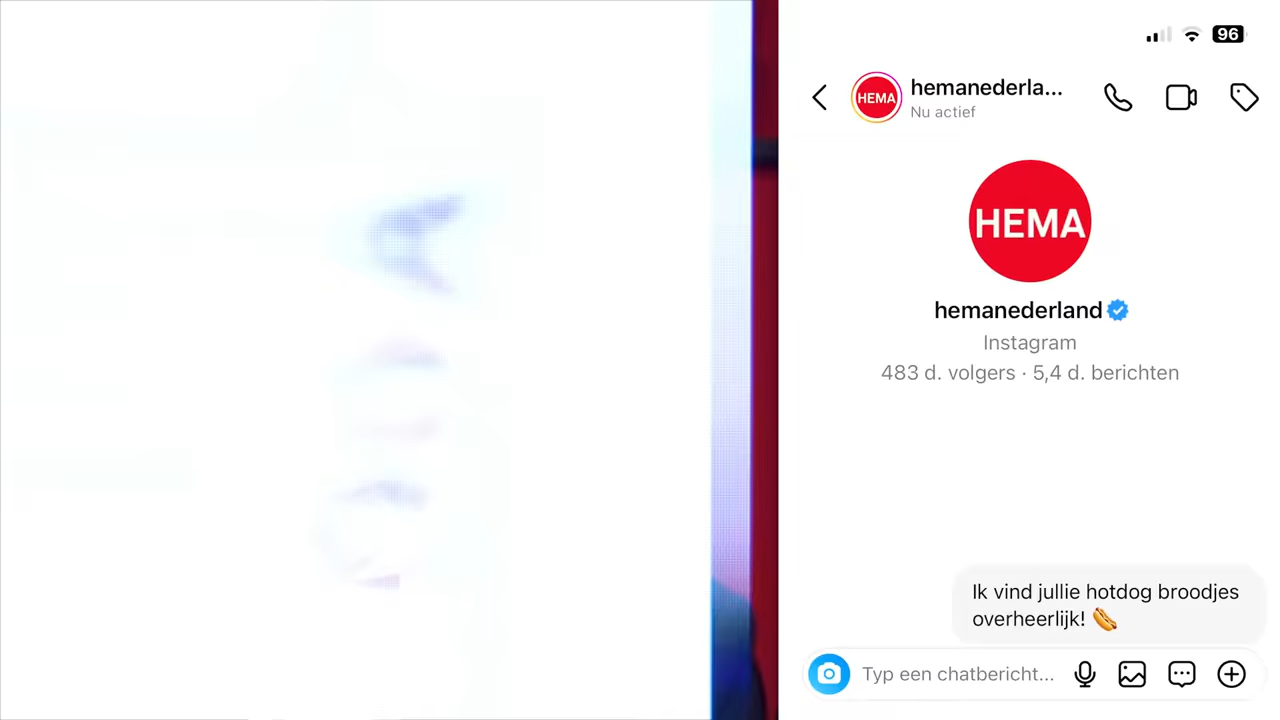 96
HEMA
hemanederla...
Nu actief
HEMA
hemanederland
Instagram
483 d. volgers · 5,4 d. berichten
Ik vind jullie hotdog broodjes
overheerlijk! 🌭
Typ een chatbericht...